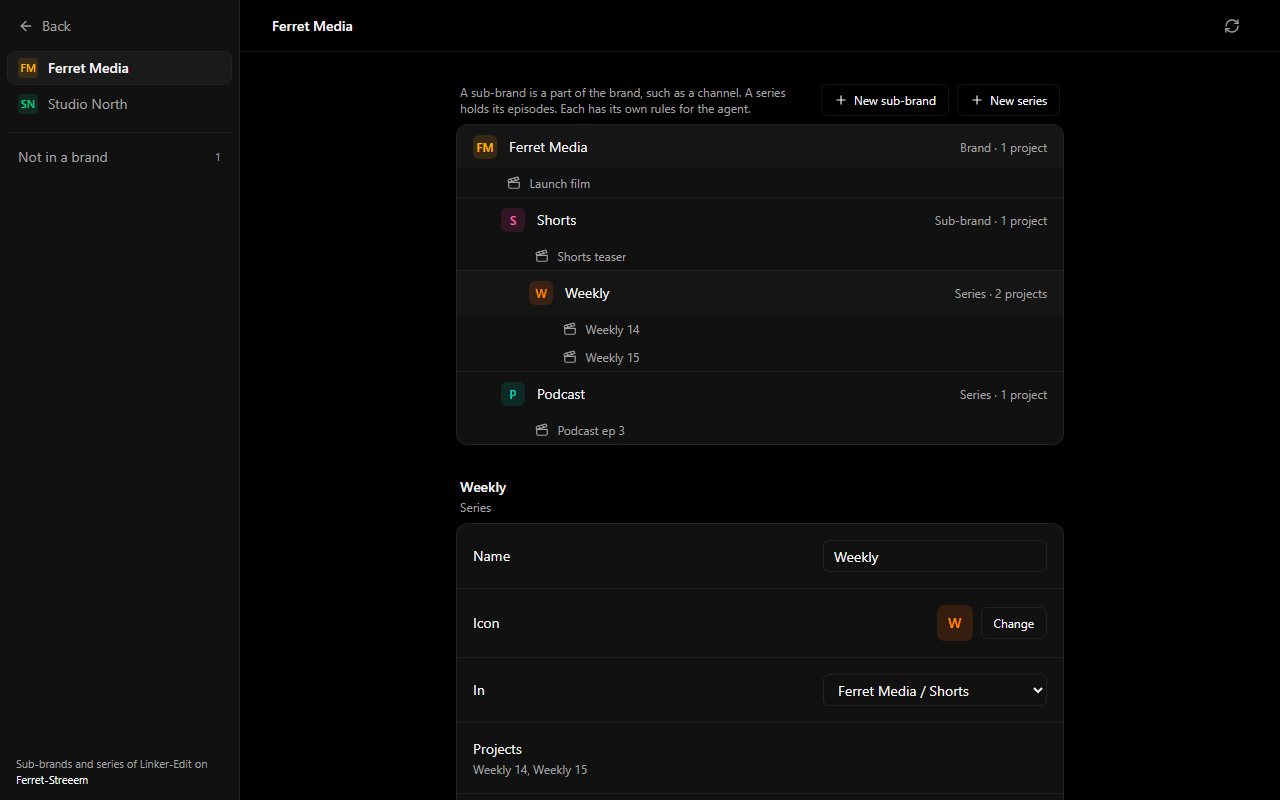 Back
FM Ferret Media
SN Studio North
Not in a brand 1
Sub-brands and series of Linker-Edit on
Ferret-Streeem
Ferret Media
A sub-brand is a part of the brand, such as a channel. A series
holds its episodes. Each has its own rules for the agent.
+ New sub-brand
+ New series
FM Ferret Media Brand · 1 project
Launch film
S Shorts Sub-brand · 1 project
Shorts teaser
W Weekly Series · 2 projects
Weekly 14
Weekly 15
P Podcast Series · 1 project
Podcast ep 3
Weekly
Series
Name Weekly
Icon W Change
In Ferret Media / Shorts
Projects
Weekly 14, Weekly 15